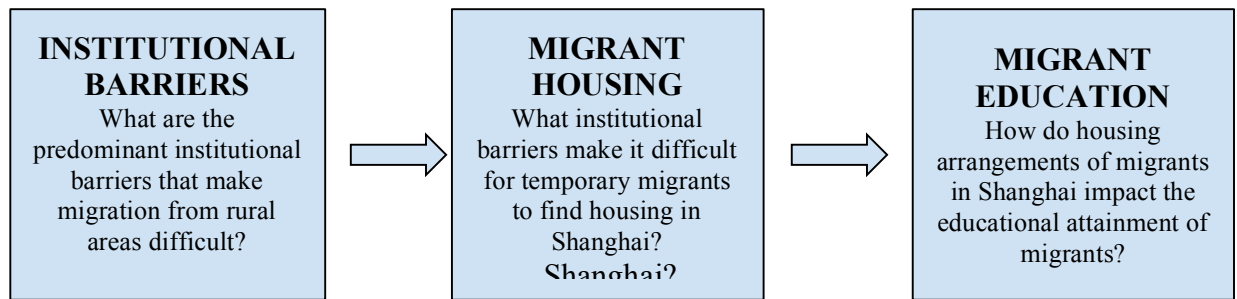 INSTITUTIONAL
BARRIERS
What are the
predominant institutional
barriers that make
migration from rural
areas difficult?
MIGRANT
HOUSING
What institutional
barriers make it difficult
for temporary migrants
to find housing in
Shanghai?
Shanghai?
MIGRANT
EDUCATION
How do housing
arrangements of migrants
in Shanghai impact the
educational attainment of
migrants?